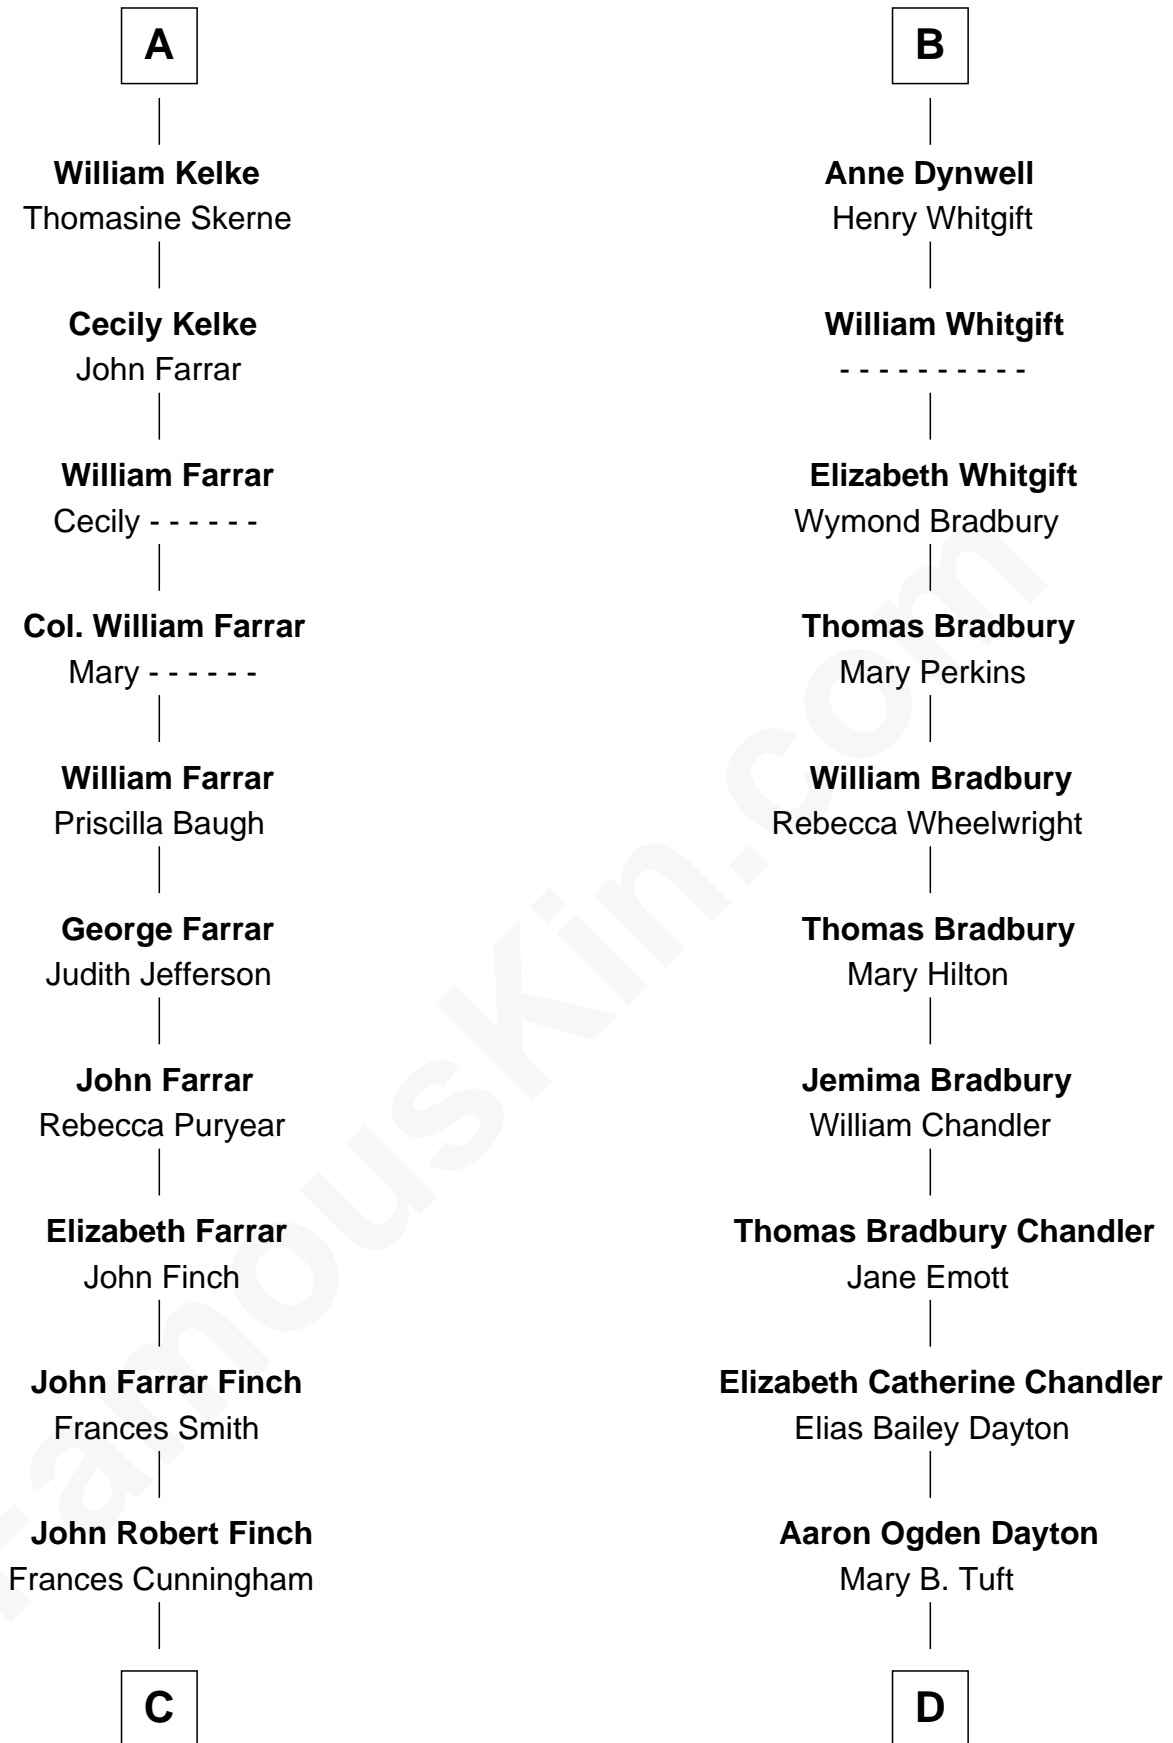 A
William Kelke
Thomasine Skerne
Cecily Kelke
John Farrar
William Farrar
Cecily - - - - - -
Col. William Farrar
Mary - - - - - -
William Farrar
Priscilla Baugh
George Farrar
Judith Jefferson
John Farrar
Rebecca Puryear
Elizabeth Farrar
John Finch
John Farrar Finch
Frances Smith
John Robert Finch
Frances Cunningham
C
B
Anne Dynwell
Henry Whitgift
William Whitgift
- - - - - - - - - -
Elizabeth Whitgift
Wymond Bradbury
Thomas Bradbury
Mary Perkins
William Bradbury
Rebecca Wheelwright
Thomas Bradbury
Mary Hilton
Jemima Bradbury
William Chandler
Thomas Bradbury Chandler
Jane Emott
Elizabeth Catherine Chandler
Elias Bailey Dayton
Aaron Ogden Dayton
Mary B. Tuft
D
FamousKin.com